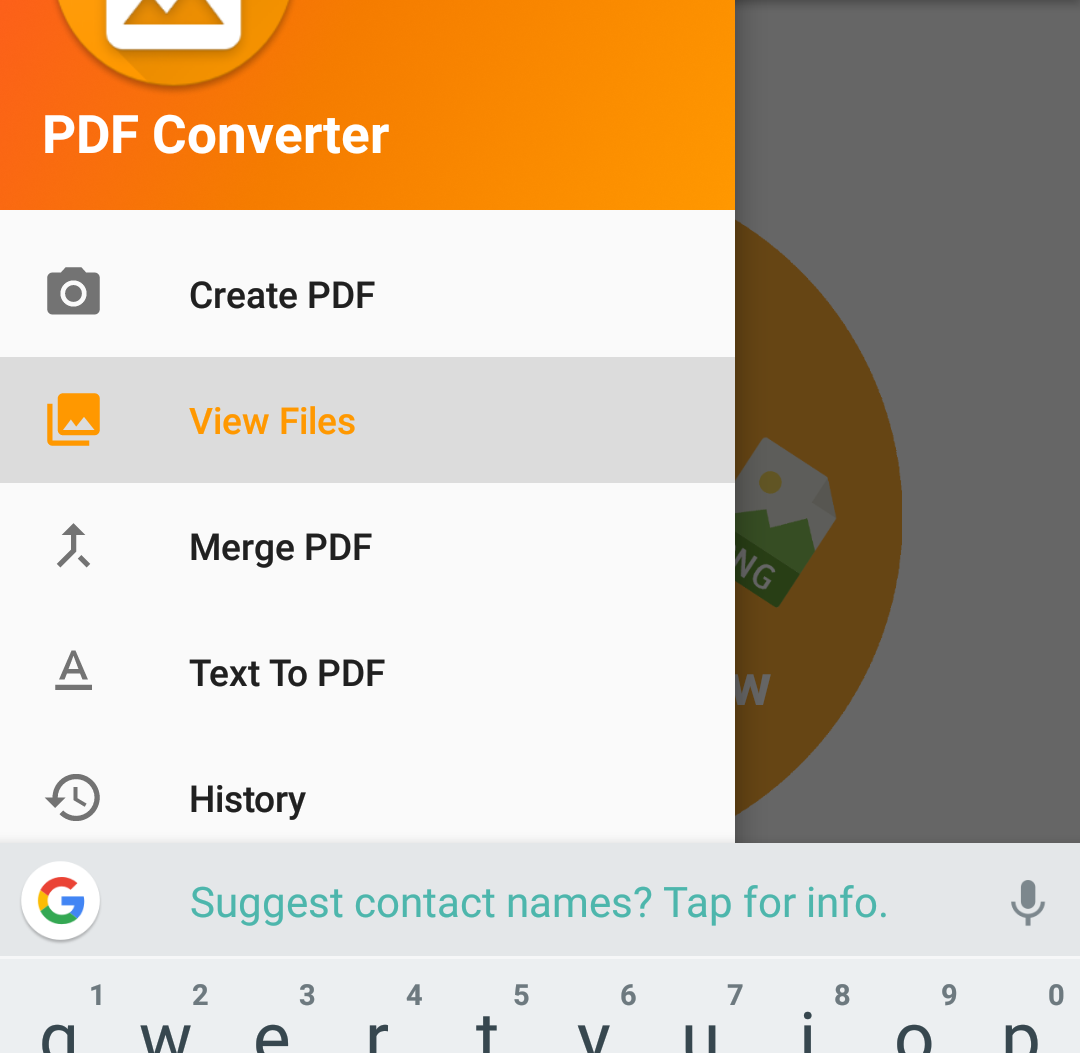 PDF Converter
Create PDF
View Files
NG
Merge PDF
Text To PDF
W
History
Suggest contact names? Tap for info.
1 2 3 4 5 6 7 8 9 0
q w e r t y u i o p